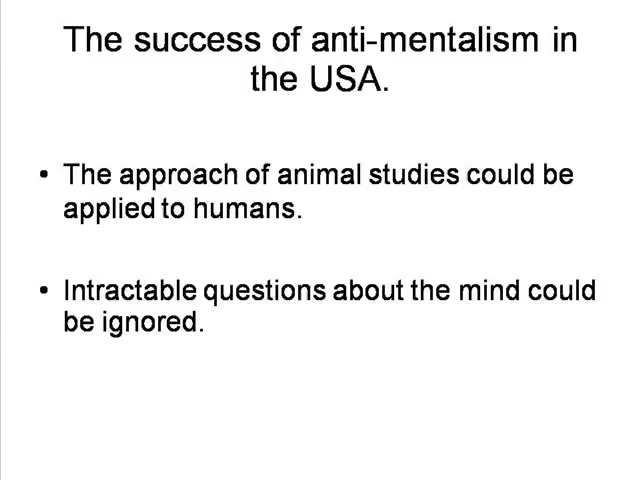 The success of anti-mentalism in
the USA.
• The approach of animal studies could be
applied to humans.
• Intractable questions about the mind could
be ignored.